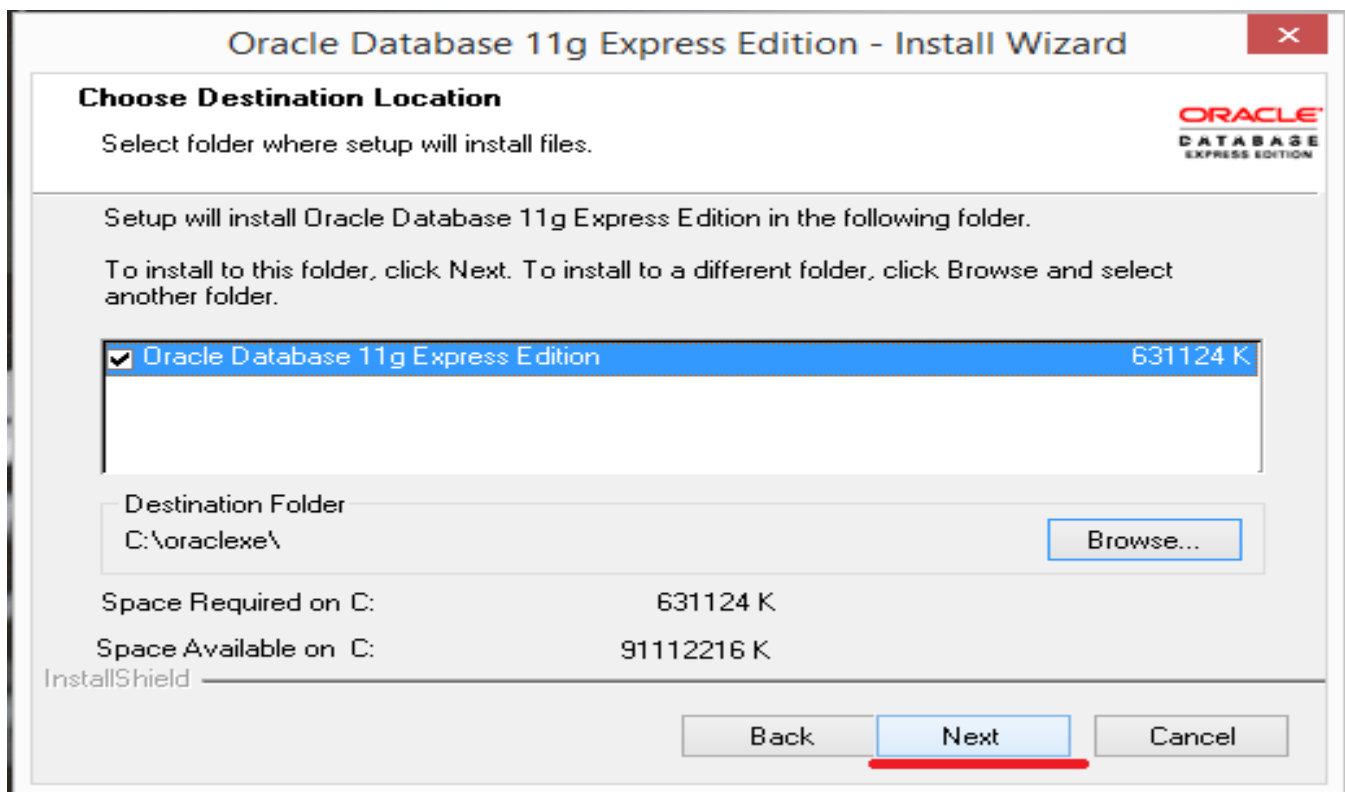 Oracle Database 11g Express Edition - Install Wizard
Choose Destination Location
Select folder where setup will install files.
ORACLE
DATABASE
EXPRESS EDITION
Setup will install Oracle Database 11g Express Edition in the following folder.
To install to this folder, click Next. To install to a different folder, click Browse and select
another folder.
Oracle Database 11g Express Edition 631124 K
Destination Folder
C:\oraclexe\
Browse...
Space Required on C: 631124 K
Space Available on C: 91112216 K
InstallShield
Back Next Cancel